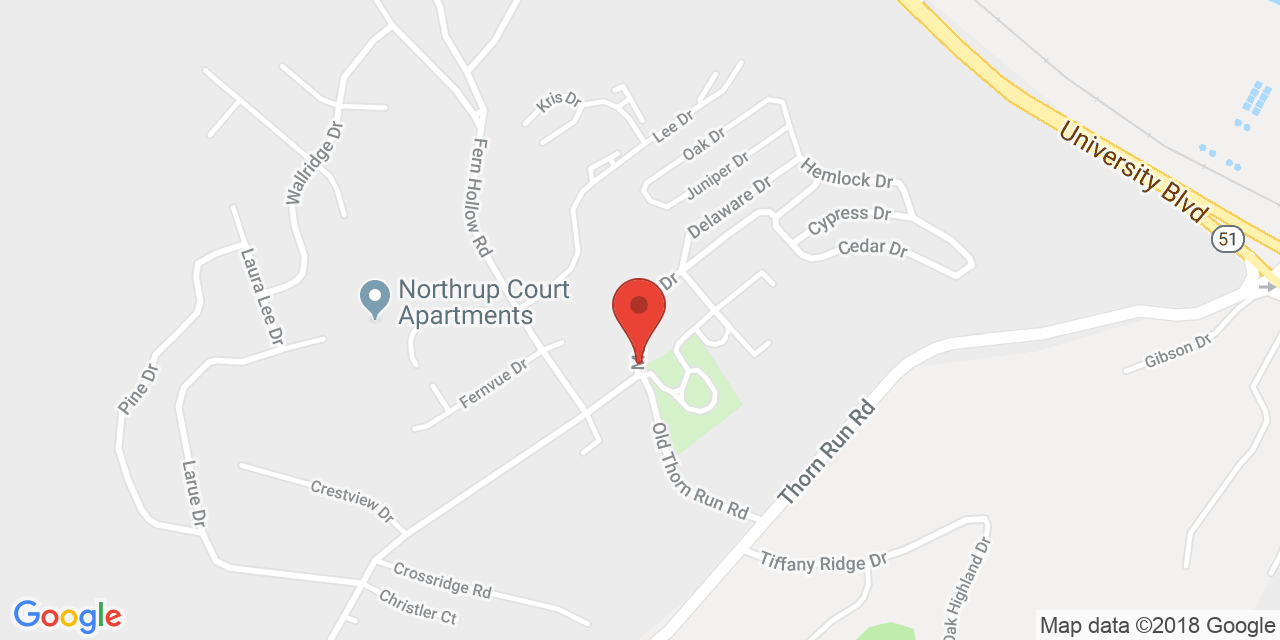 Kris Dr
Lee Dr
Oak Dr
Juniper Dr
Delaware Dr
Hemlock Dr
Cypress Dr
Cedar Dr
University Blvd
51
Wallridge Dr
Fern Hollow Rd
Laura Lee Dr
Northrup Court
Apartments
Dr
Gibson Dr
Pine Dr
Fernvue Dr
Thorn Run Rd
Old Thorn Run Rd
Larue Dr
Crestview Dr
Crossridge Rd
Christler Ct
Tiffany Ridge Dr
Oak Highland Dr
Google
Map data ©2018 Google